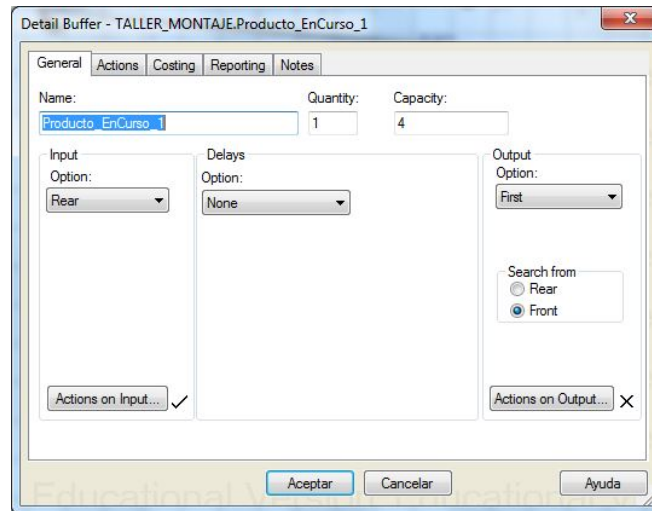 Detail Buffer - TALLER_MONTAJE.Producto_EnCurso_1
General Actions Costing Reporting Notes
Name: Quantity: Capacity:
Producto_EnCurso_1 1 4
Input Delays Output
Option: Option: Option:
Rear None First
Search from
Rear
Front
Actions on Input... Actions on Output...
Aceptar Cancelar Ayuda
Educational Version Educational